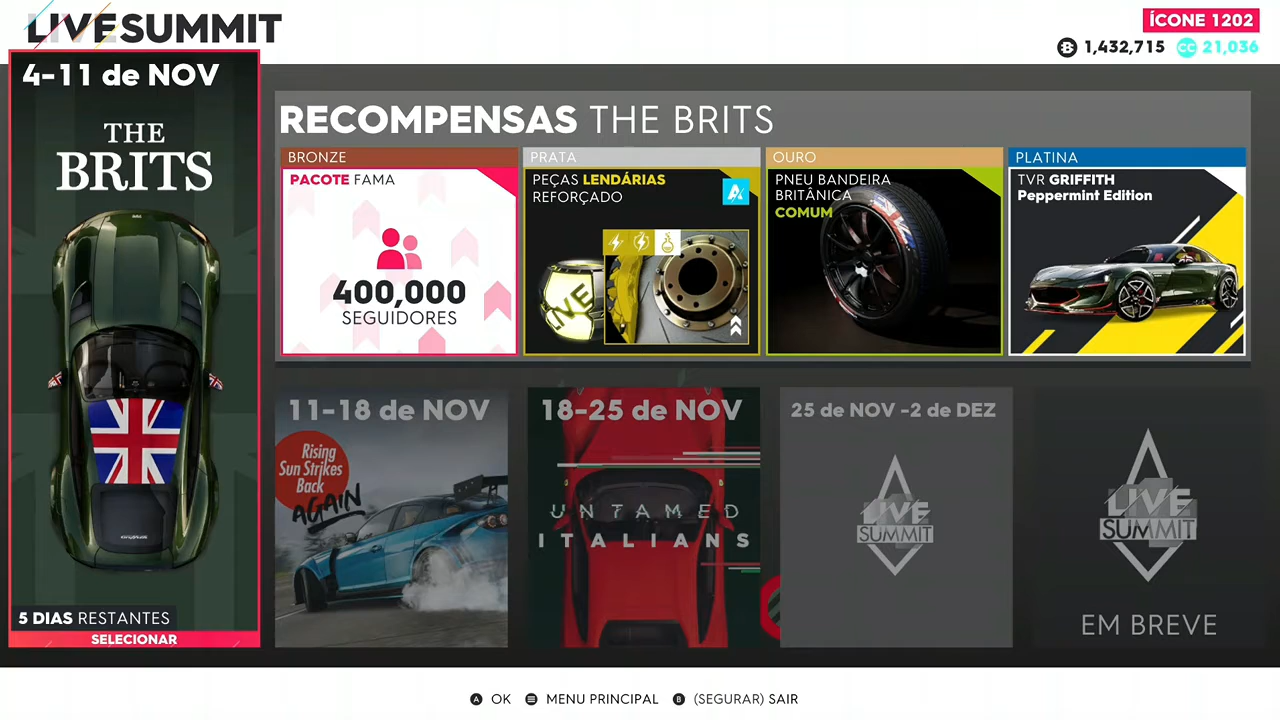 LIVESUMMIT
ÍCONE 1202
1,432,715
CC 21,036
4-11 de NOV
THE
BRITS
5 DIAS RESTANTES
SELECIONAR
RECOMPENSAS THE BRITS
BRONZE
PACOTE FAMA
400,000
SEGUIDORES
PRATA
PEÇAS LENDÁRIAS
REFORÇADO
LIVE
OURO
PNEU BANDEIRA
BRITÂNICA
COMUM
PLATINA
TVR GRIFFITH
Peppermint Edition
11-18 de NOV
Rising
Sun Strikes
Back
AGAIN
18-25 de NOV
UNTAMED
ITALIANS
25 de NOV -2 de DEZ
LIVE
SUMMIT
LIVE
SUMMIT
EM BREVE
A OK
MENU PRINCIPAL
B (SEGURAR) SAIR